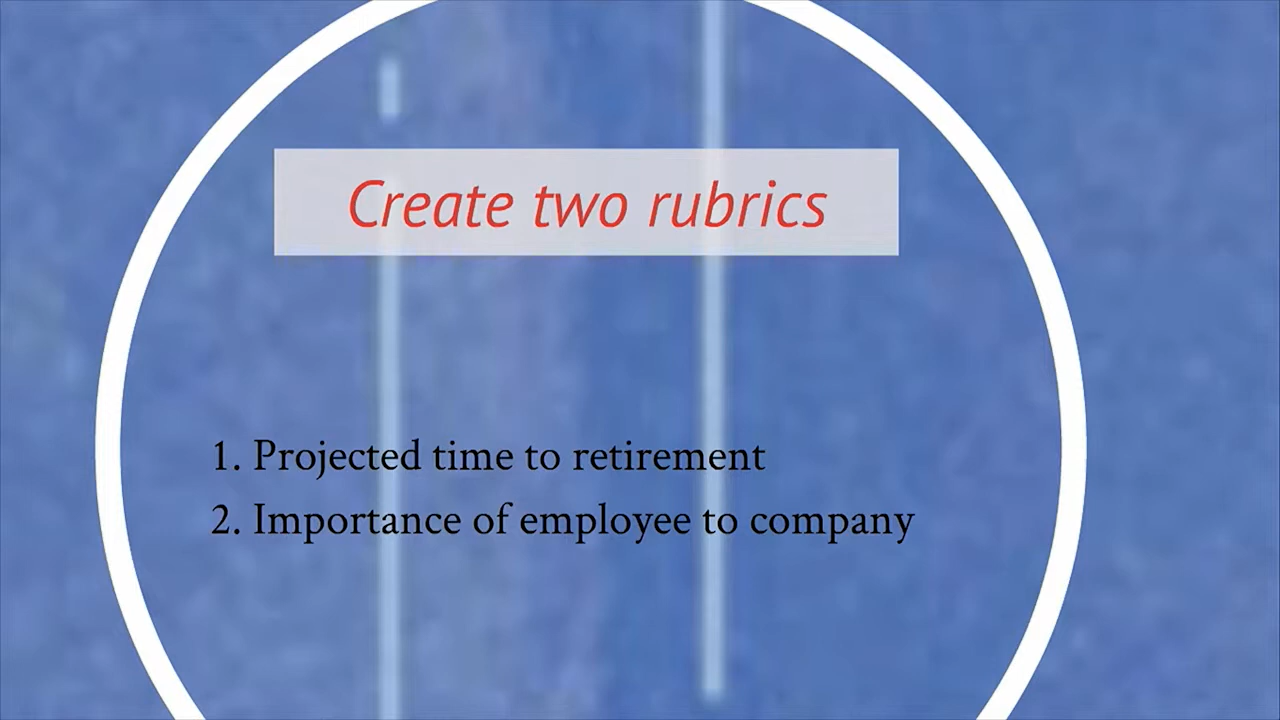 Create two rubrics
1. Projected time to retirement
2. Importance of employee to company